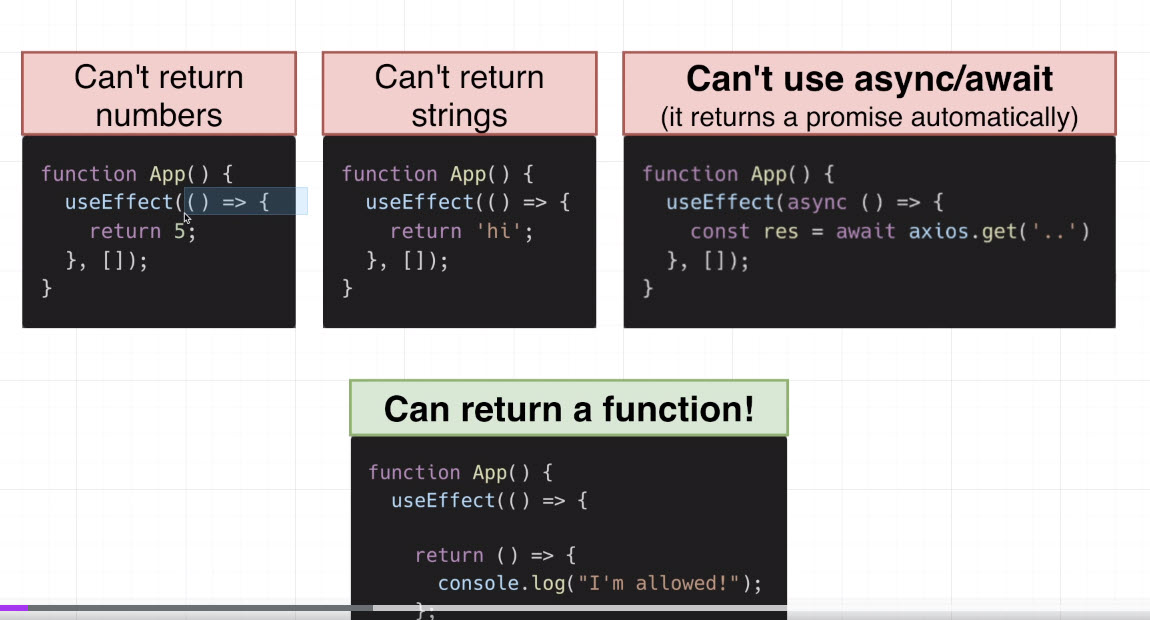 Can't return
numbers
function App() {
  useEffect(() => {
    return 5;
  }, []);
}
Can't return
strings
function App() {
  useEffect(() => {
    return 'hi';
  }, []);
}
Can't use async/await
(it returns a promise automatically)
function App() {
  useEffect(async () => {
    const res = await axios.get('..')
  }, []);
}
Can return a function!
function App() {
  useEffect(() => {
    return () => {
      console.log("I'm allowed!");
    };